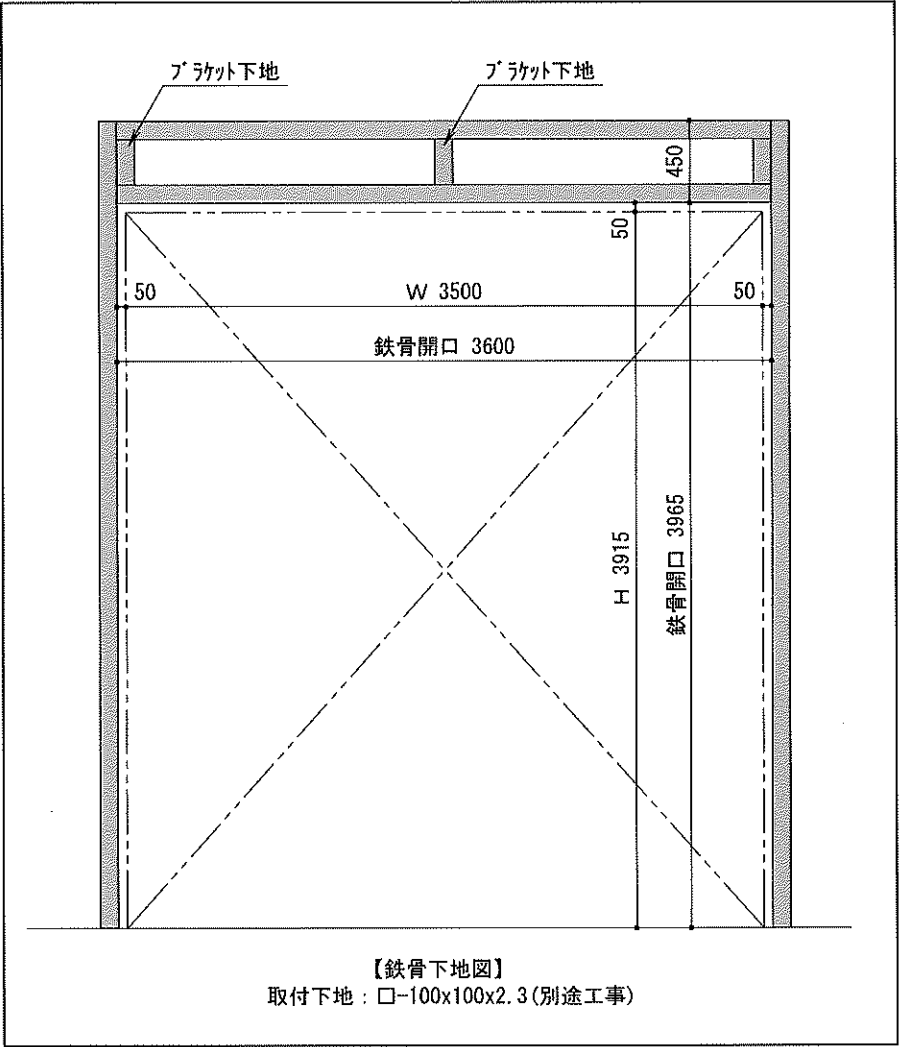 ブラケット下地
ブラケット下地
450
50
50
W 3500
50
鉄骨開口 3600
H 3915
鉄骨開口 3965
【鉄骨下地図】
取付下地：□-100x100x2.3(別途工事)